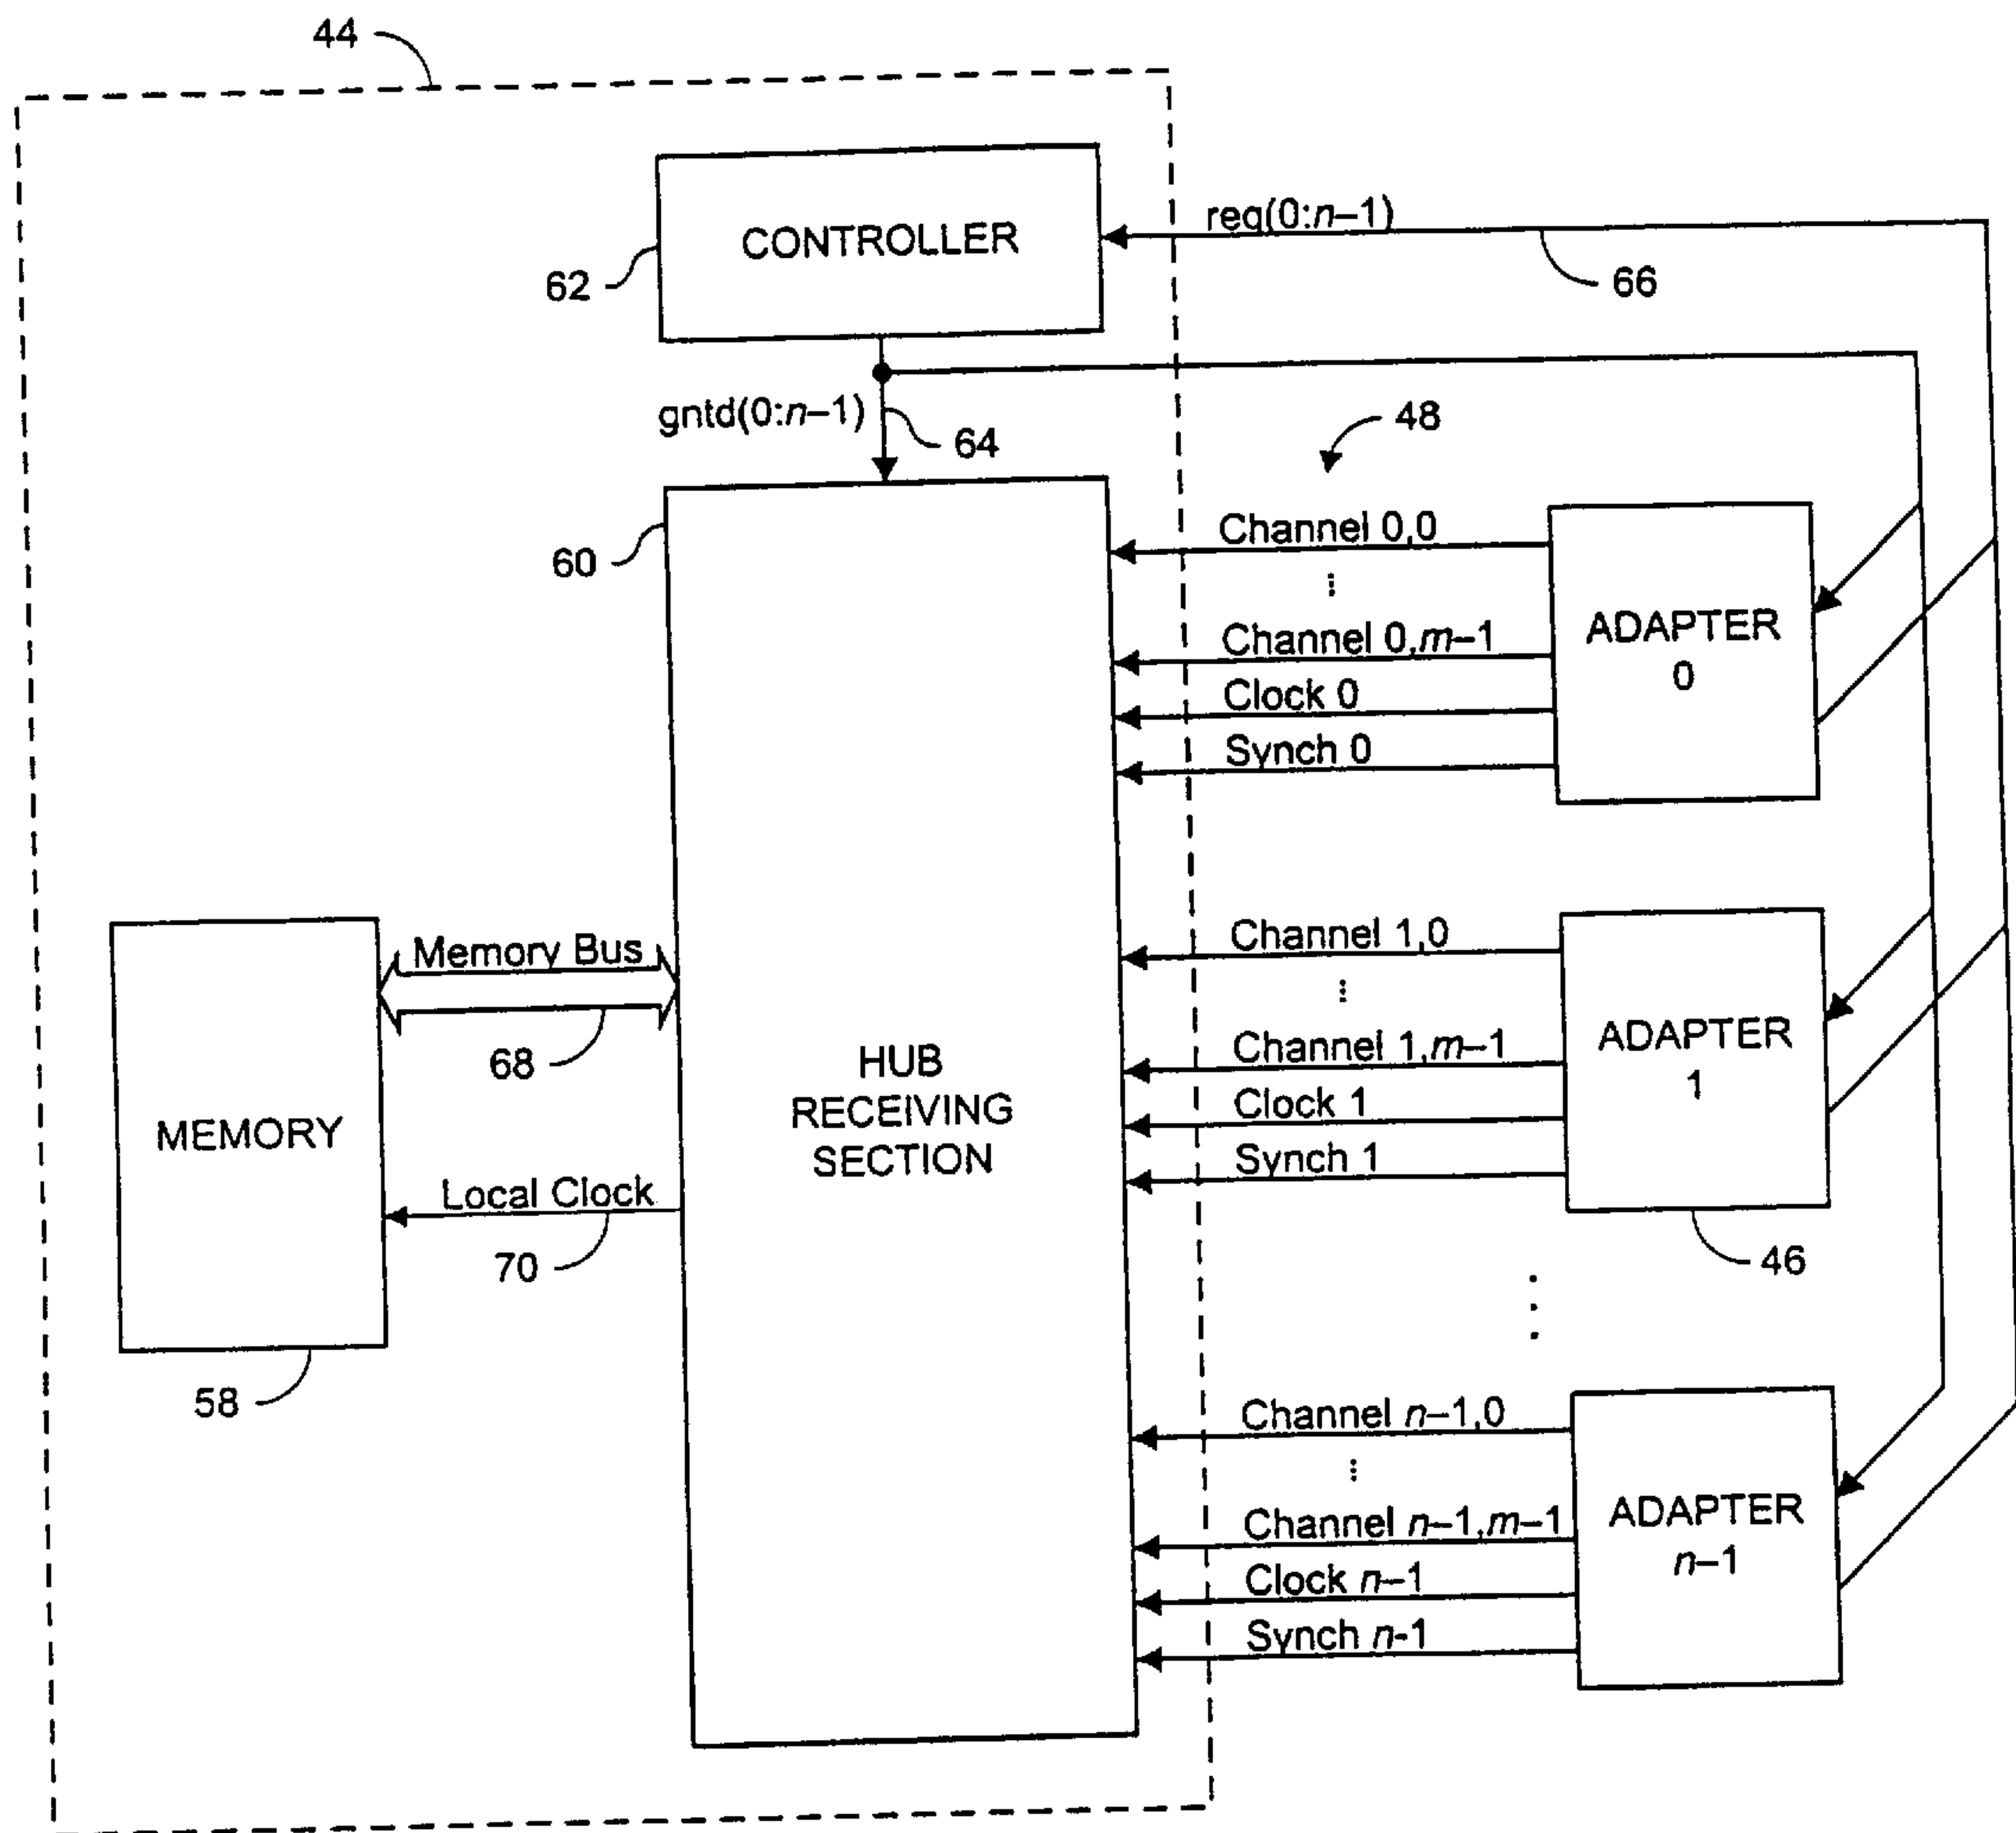 44
CONTROLLER
62
req(0:n–1)
66
gntd(0:n–1)
64
48
60
Channel 0,0
Channel 0,m–1
Clock 0
Synch 0
ADAPTER
0
Memory Bus
68
MEMORY
Local Clock
70
58
HUB
RECEIVING
SECTION
Channel 1,0
Channel 1,m–1
Clock 1
Synch 1
ADAPTER
1
46
Channel n–1,0
Channel n–1,m–1
Clock n–1
Synch n-1
ADAPTER
n–1